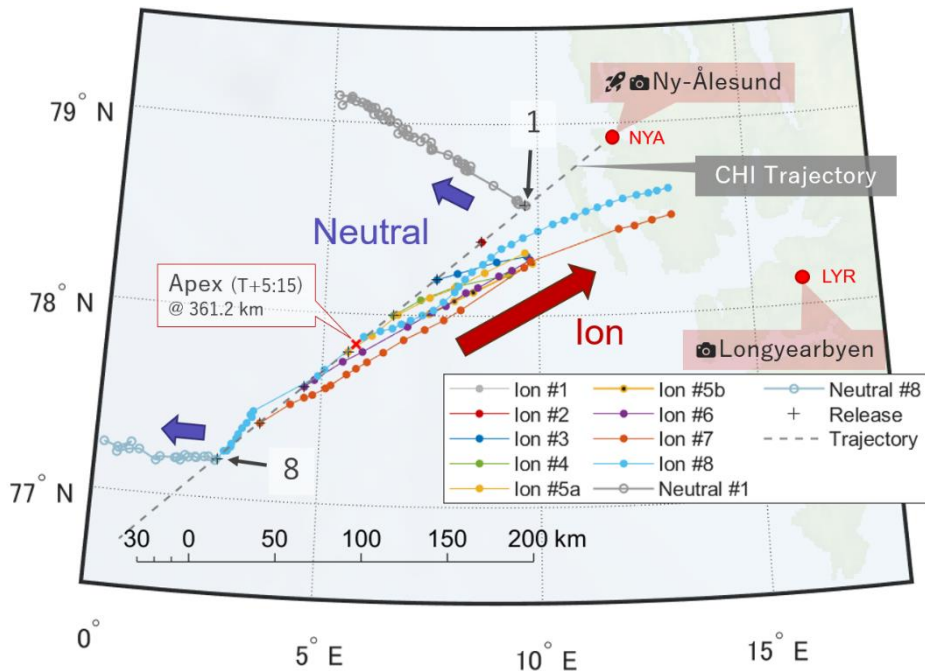 79° N
78° N
77° N
0°
5° E
10° E
15° E
Ny-Ålesund
NYA
1
CHI Trajectory
Neutral
Apex (T+5:15)
@ 361.2 km
LYR
Ion
Longyearbyen
8
Ion #1
Ion #2
Ion #3
Ion #4
Ion #5a
Ion #5b
Ion #6
Ion #7
Ion #8
Neutral #1
Neutral #8
Release
Trajectory
30 0 50 100 150 200 km